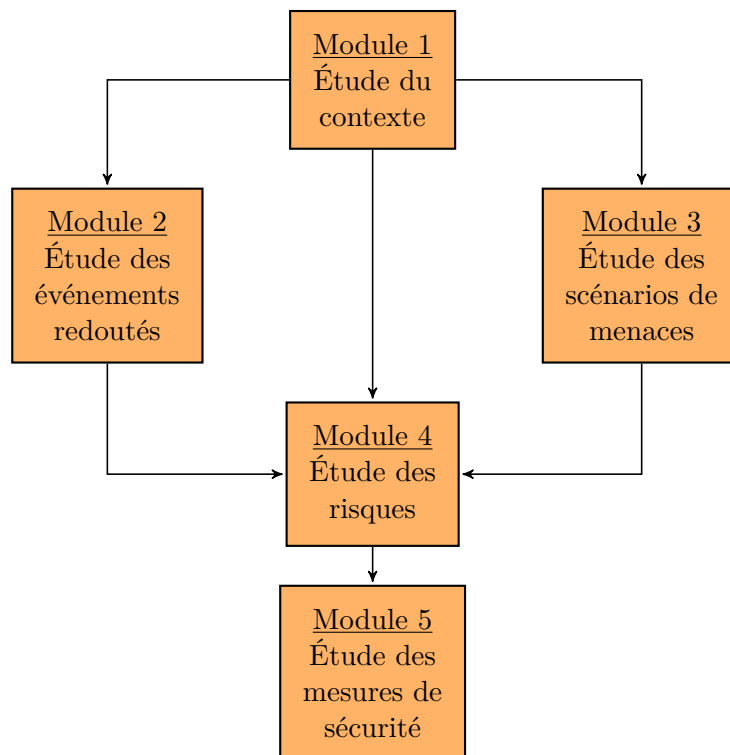 Module 1
Étude du
contexte
Module 2
Étude des
événements
redoutés
Module 3
Étude des
scénarios de
menaces
Module 4
Étude des
risques
Module 5
Étude des
mesures de
sécurité